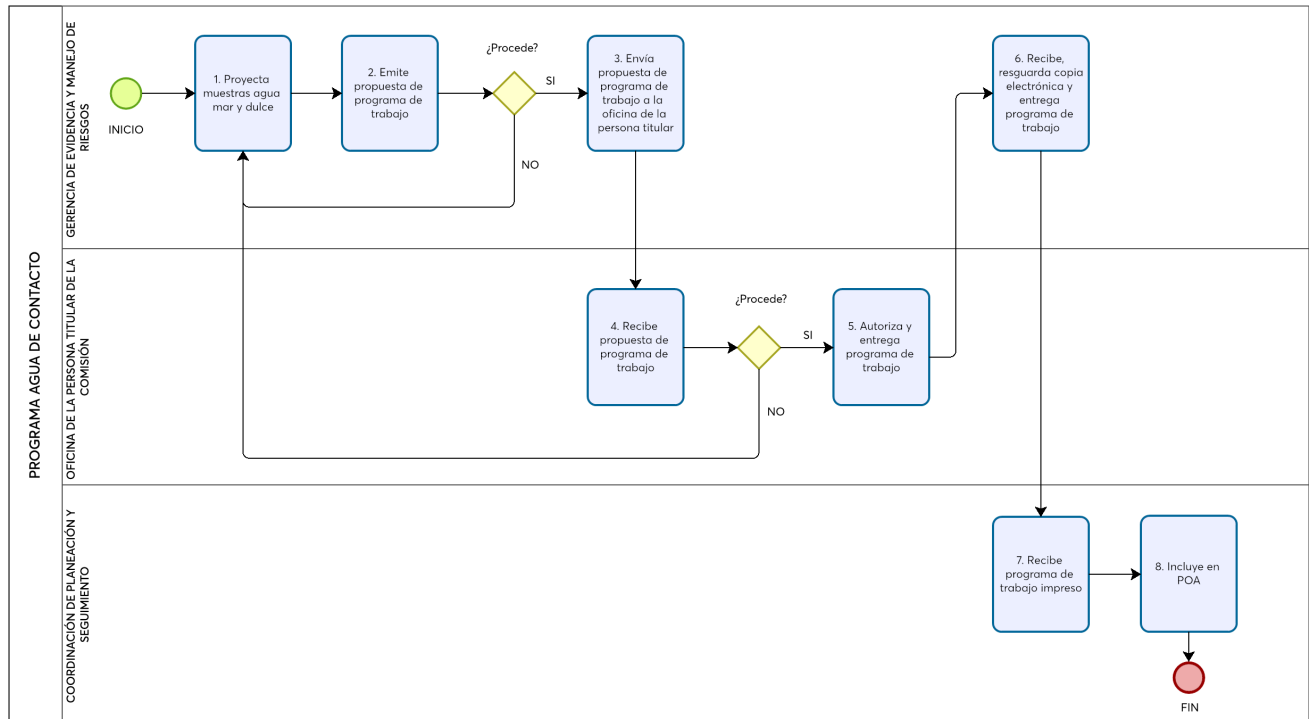 PROGRAMA AGUA DE CONTACTO
GERENCIA DE EVIDENCIA Y MANEJO DE
RIESGOS
INICIO
1. Proyecta
muestras agua
mar y dulce
2. Emite
propuesta de
programa de
trabajo
¿Procede?
SI
NO
3. Envía
propuesta de
programa de
trabajo a la
oficina de la
persona titular
6. Recibe,
resguarda copia
electrónica y
entrega
programa de
trabajo
OFICINA DE LA PERSONA TITULAR DE LA
COMISIÓN
4. Recibe
propuesta de
programa de
trabajo
¿Procede?
SI
NO
5. Autoriza y
entrega
programa de
trabajo
COORDINACIÓN DE PLANEACIÓN Y
SEGUIMIENTO
7. Recibe
programa de
trabajo impreso
8. Incluye en
POA
FIN